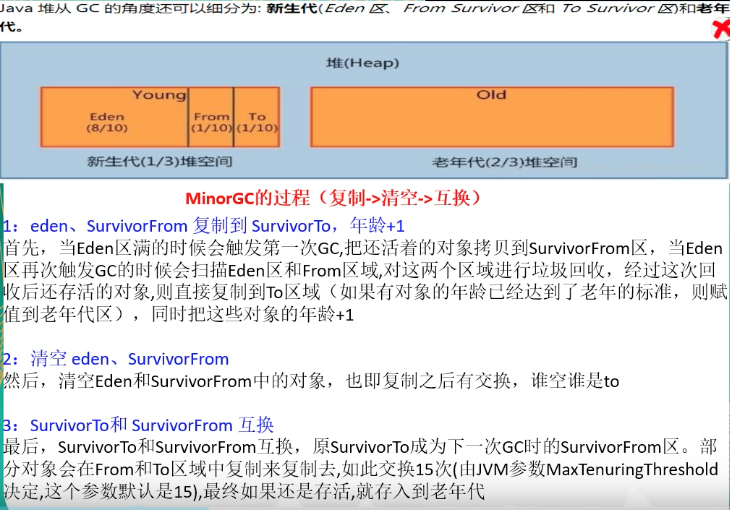 Java 堆从 GC 的角度还可以细分为: 新生代(Eden 区、From Survivor 区和 To Survivor 区)和老年
代。
堆(Heap)
Young
Old
Eden
(8/10)
From
(1/10)
To
(1/10)
新生代(1/3)堆空间
老年代(2/3)堆空间
MinorGC的过程（复制->清空->互换）
1：eden、SurvivorFrom 复制到 SurvivorTo，年龄+1
首先，当Eden区满的时候会触发第一次GC,把还活着的对象拷贝到SurvivorFrom区，当Eden
区再次触发GC的时候会扫描Eden区和From区域,对这两个区域进行垃圾回收，经过这次回
收后还存活的对象,则直接复制到To区域（如果有对象的年龄已经达到了老年的标准，则赋
值到老年代区），同时把这些对象的年龄+1
2：清空 eden、SurvivorFrom
然后，清空Eden和SurvivorFrom中的对象，也即复制之后有交换，谁空谁是to
3：SurvivorTo和 SurvivorFrom 互换
最后，SurvivorTo和SurvivorFrom互换，原SurvivorTo成为下一次GC时的SurvivorFrom区。部
分对象会在From和To区域中复制来复制去,如此交换15次(由JVM参数MaxTenuringThreshold
决定,这个参数默认是15),最终如果还是存活,就存入到老年代